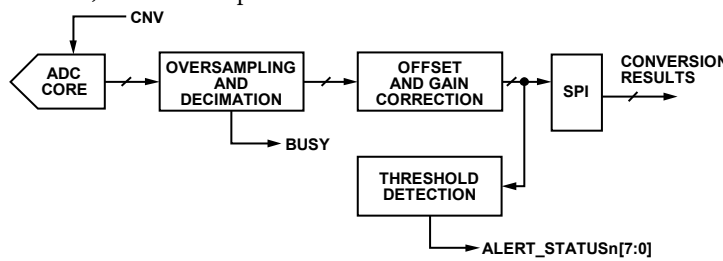 CNV
ADC
CORE
OVERSAMPLING
AND
DECIMATION
OFFSET
AND GAIN
CORRECTION
SPI
CONVERSION
RESULTS
BUSY
THRESHOLD
DETECTION
ALERT_STATUSn[7:0]